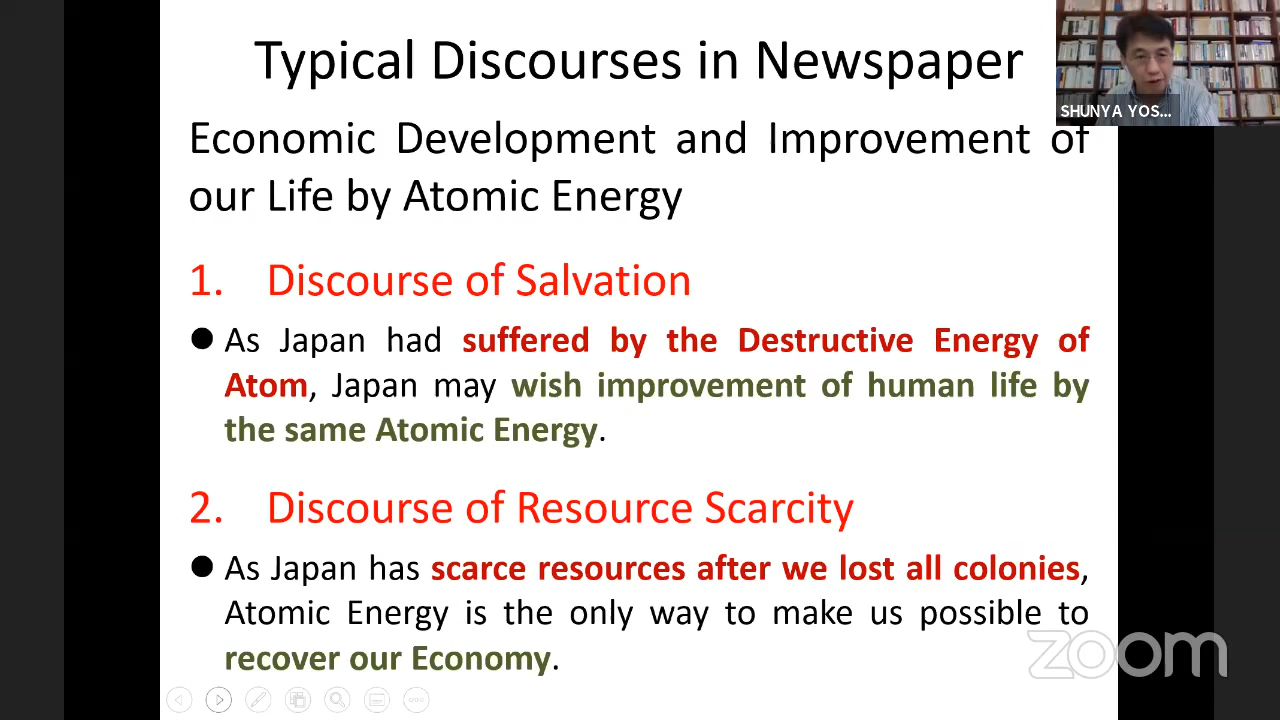 Typical Discourses in Newspaper
SHUNYA YOS...
Economic Development and Improvement of
our Life by Atomic Energy
1. Discourse of Salvation
● As Japan had suffered by the Destructive Energy of
Atom, Japan may wish improvement of human life by
the same Atomic Energy.
2. Discourse of Resource Scarcity
● As Japan has scarce resources after we lost all colonies,
Atomic Energy is the only way to make us possible to
recover our Economy.
zoom